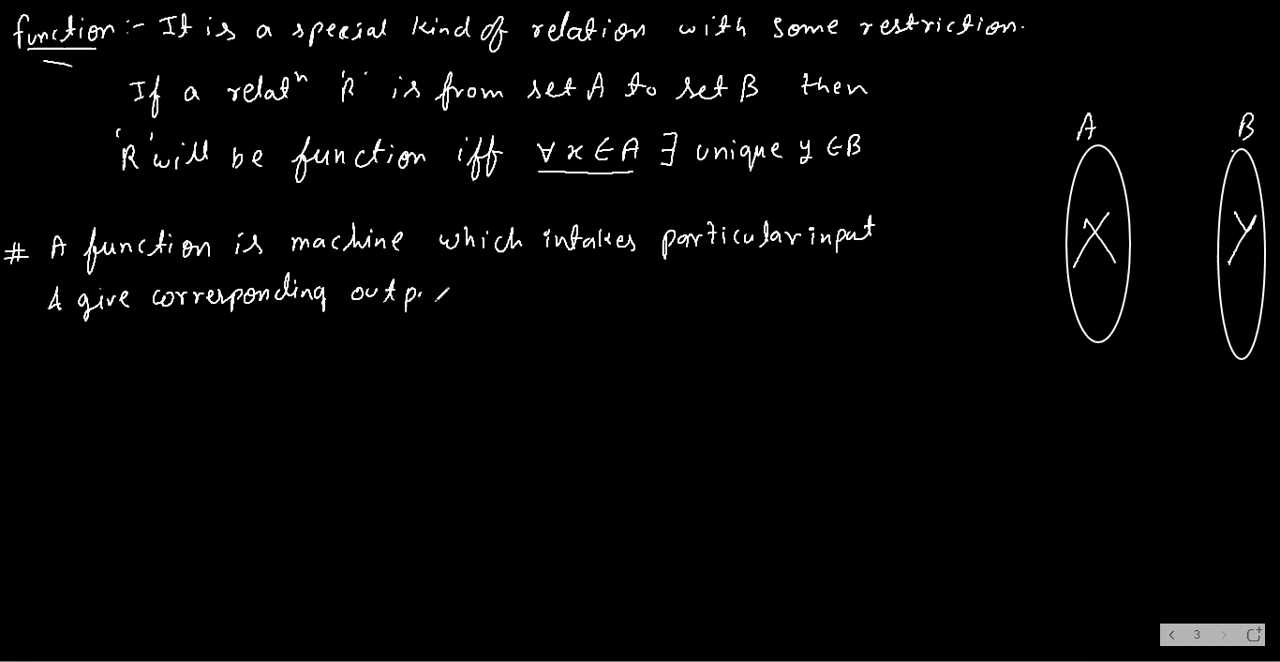 function :- It is a special kind of relation with some restriction.
If a relatⁿ 'R' is from set A to set B then
'R' will be function iff ∀ x ∈ A ∃ unique y ∈ B
A B
X Y
# A function is machine which intakes particular input
& give corresponding outp.
3